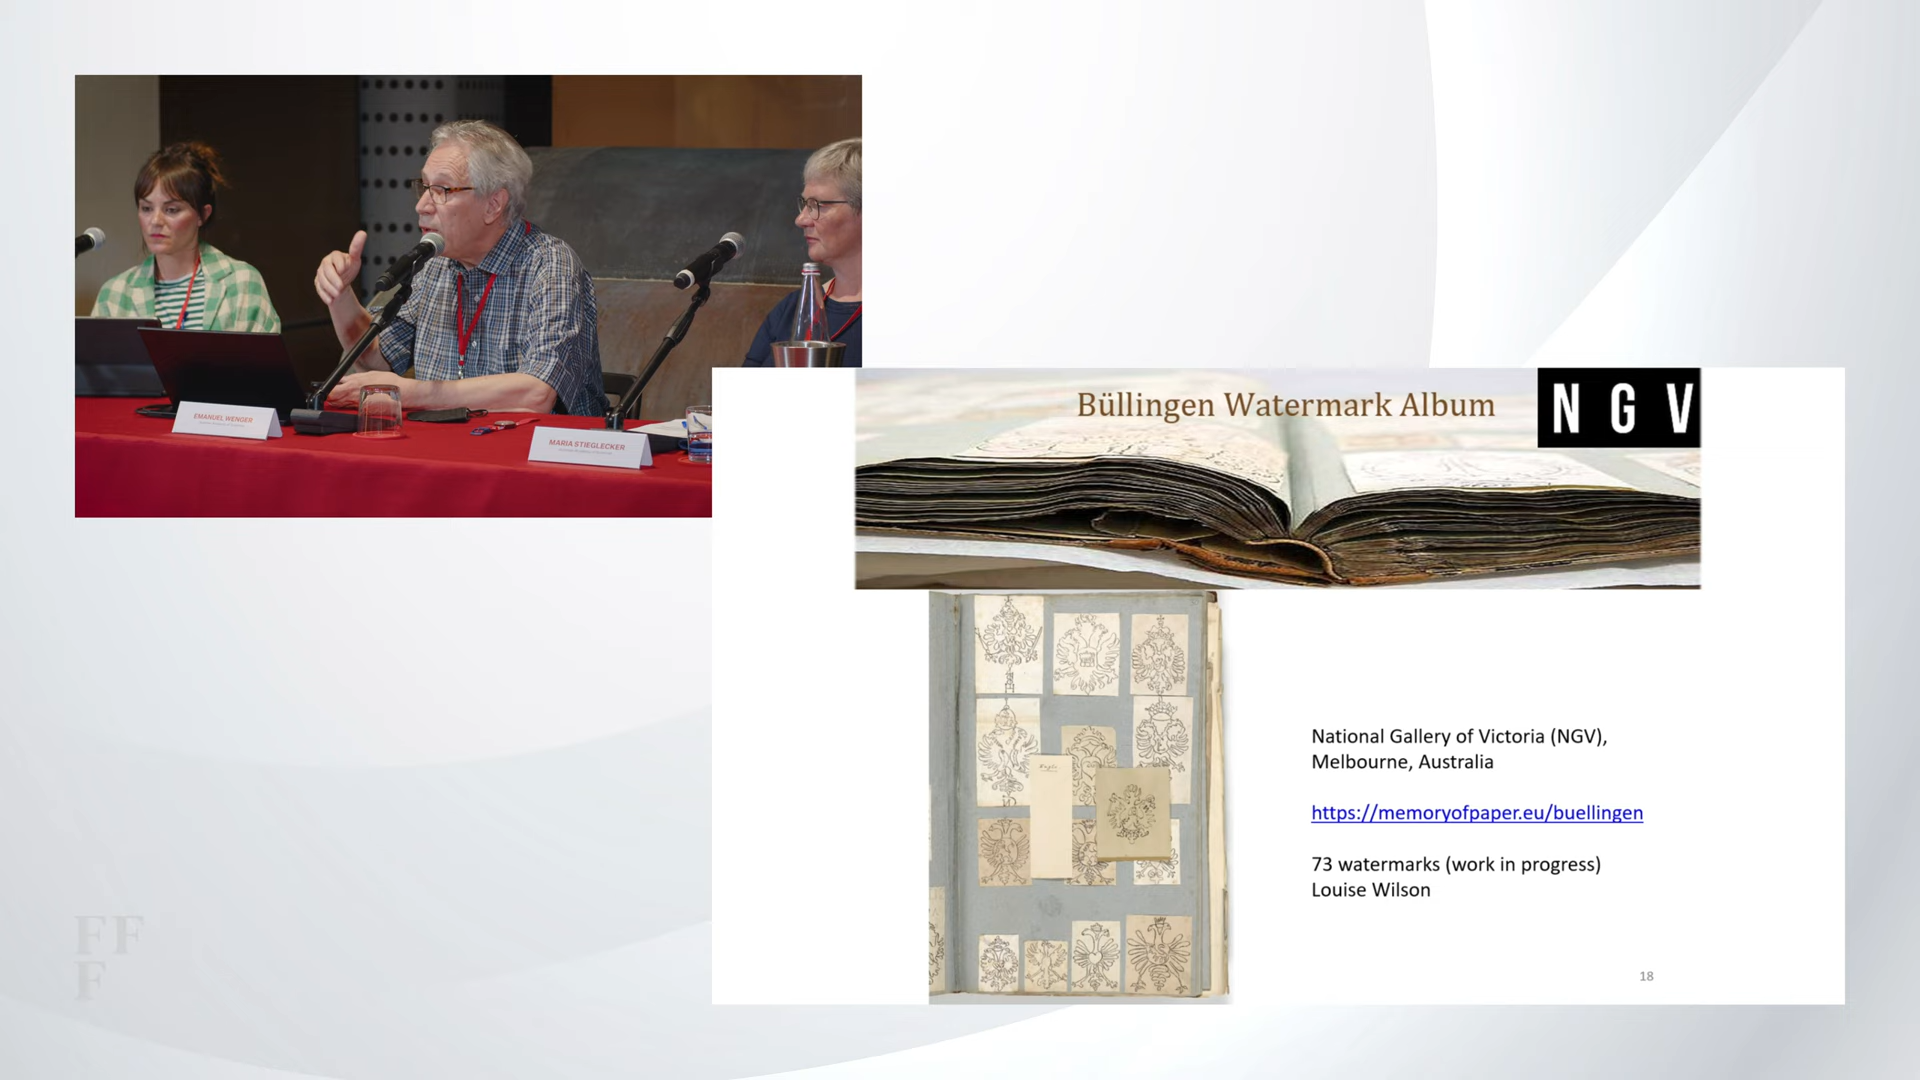 EMANUEL WENGER
MARIA STIEGLECKER
Büllingen Watermark Album
NGV
National Gallery of Victoria (NGV),
Melbourne, Australia
https://memoryofpaper.eu/buellingen
73 watermarks (work in progress)
Louise Wilson
18
FF
F